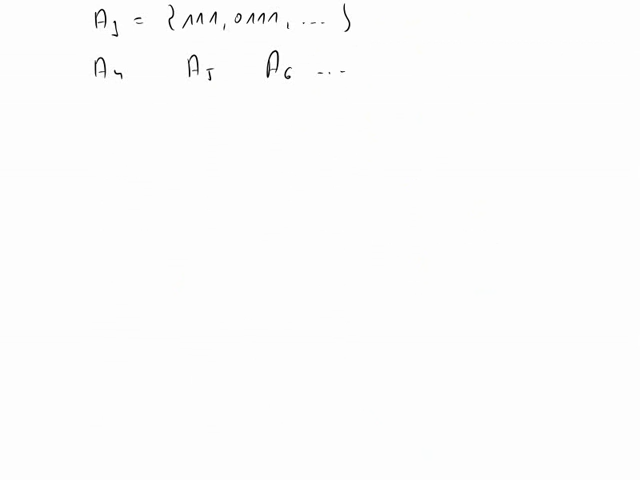 A₃ = {111, 0111, ... }
A₄ A₅ A₆ ...